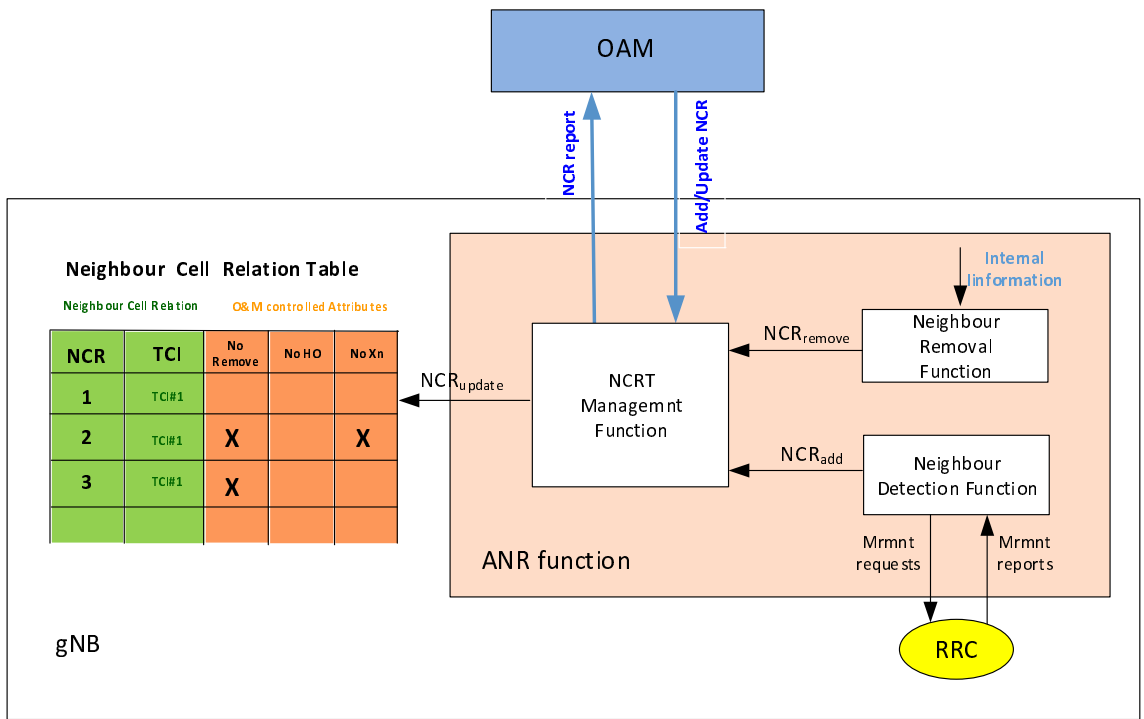 OAM
NCR report
Add/Update NCR
Neighbour Cell Relation Table
Neighbour Cell Relation
O&M controlled Attributes
NCR
TCI
No
Remove
No HO
No Xn
1
TCI#1
2
TCI#1
X
X
3
TCI#1
X
NCRupdate
NCRT
Managemnt
Function
Internal
Iinformation
NCRremove
Neighbour
Removal
Function
NCRadd
Neighbour
Detection Function
Mrmnt
requests
Mrmnt
reports
ANR function
RRC
gNB